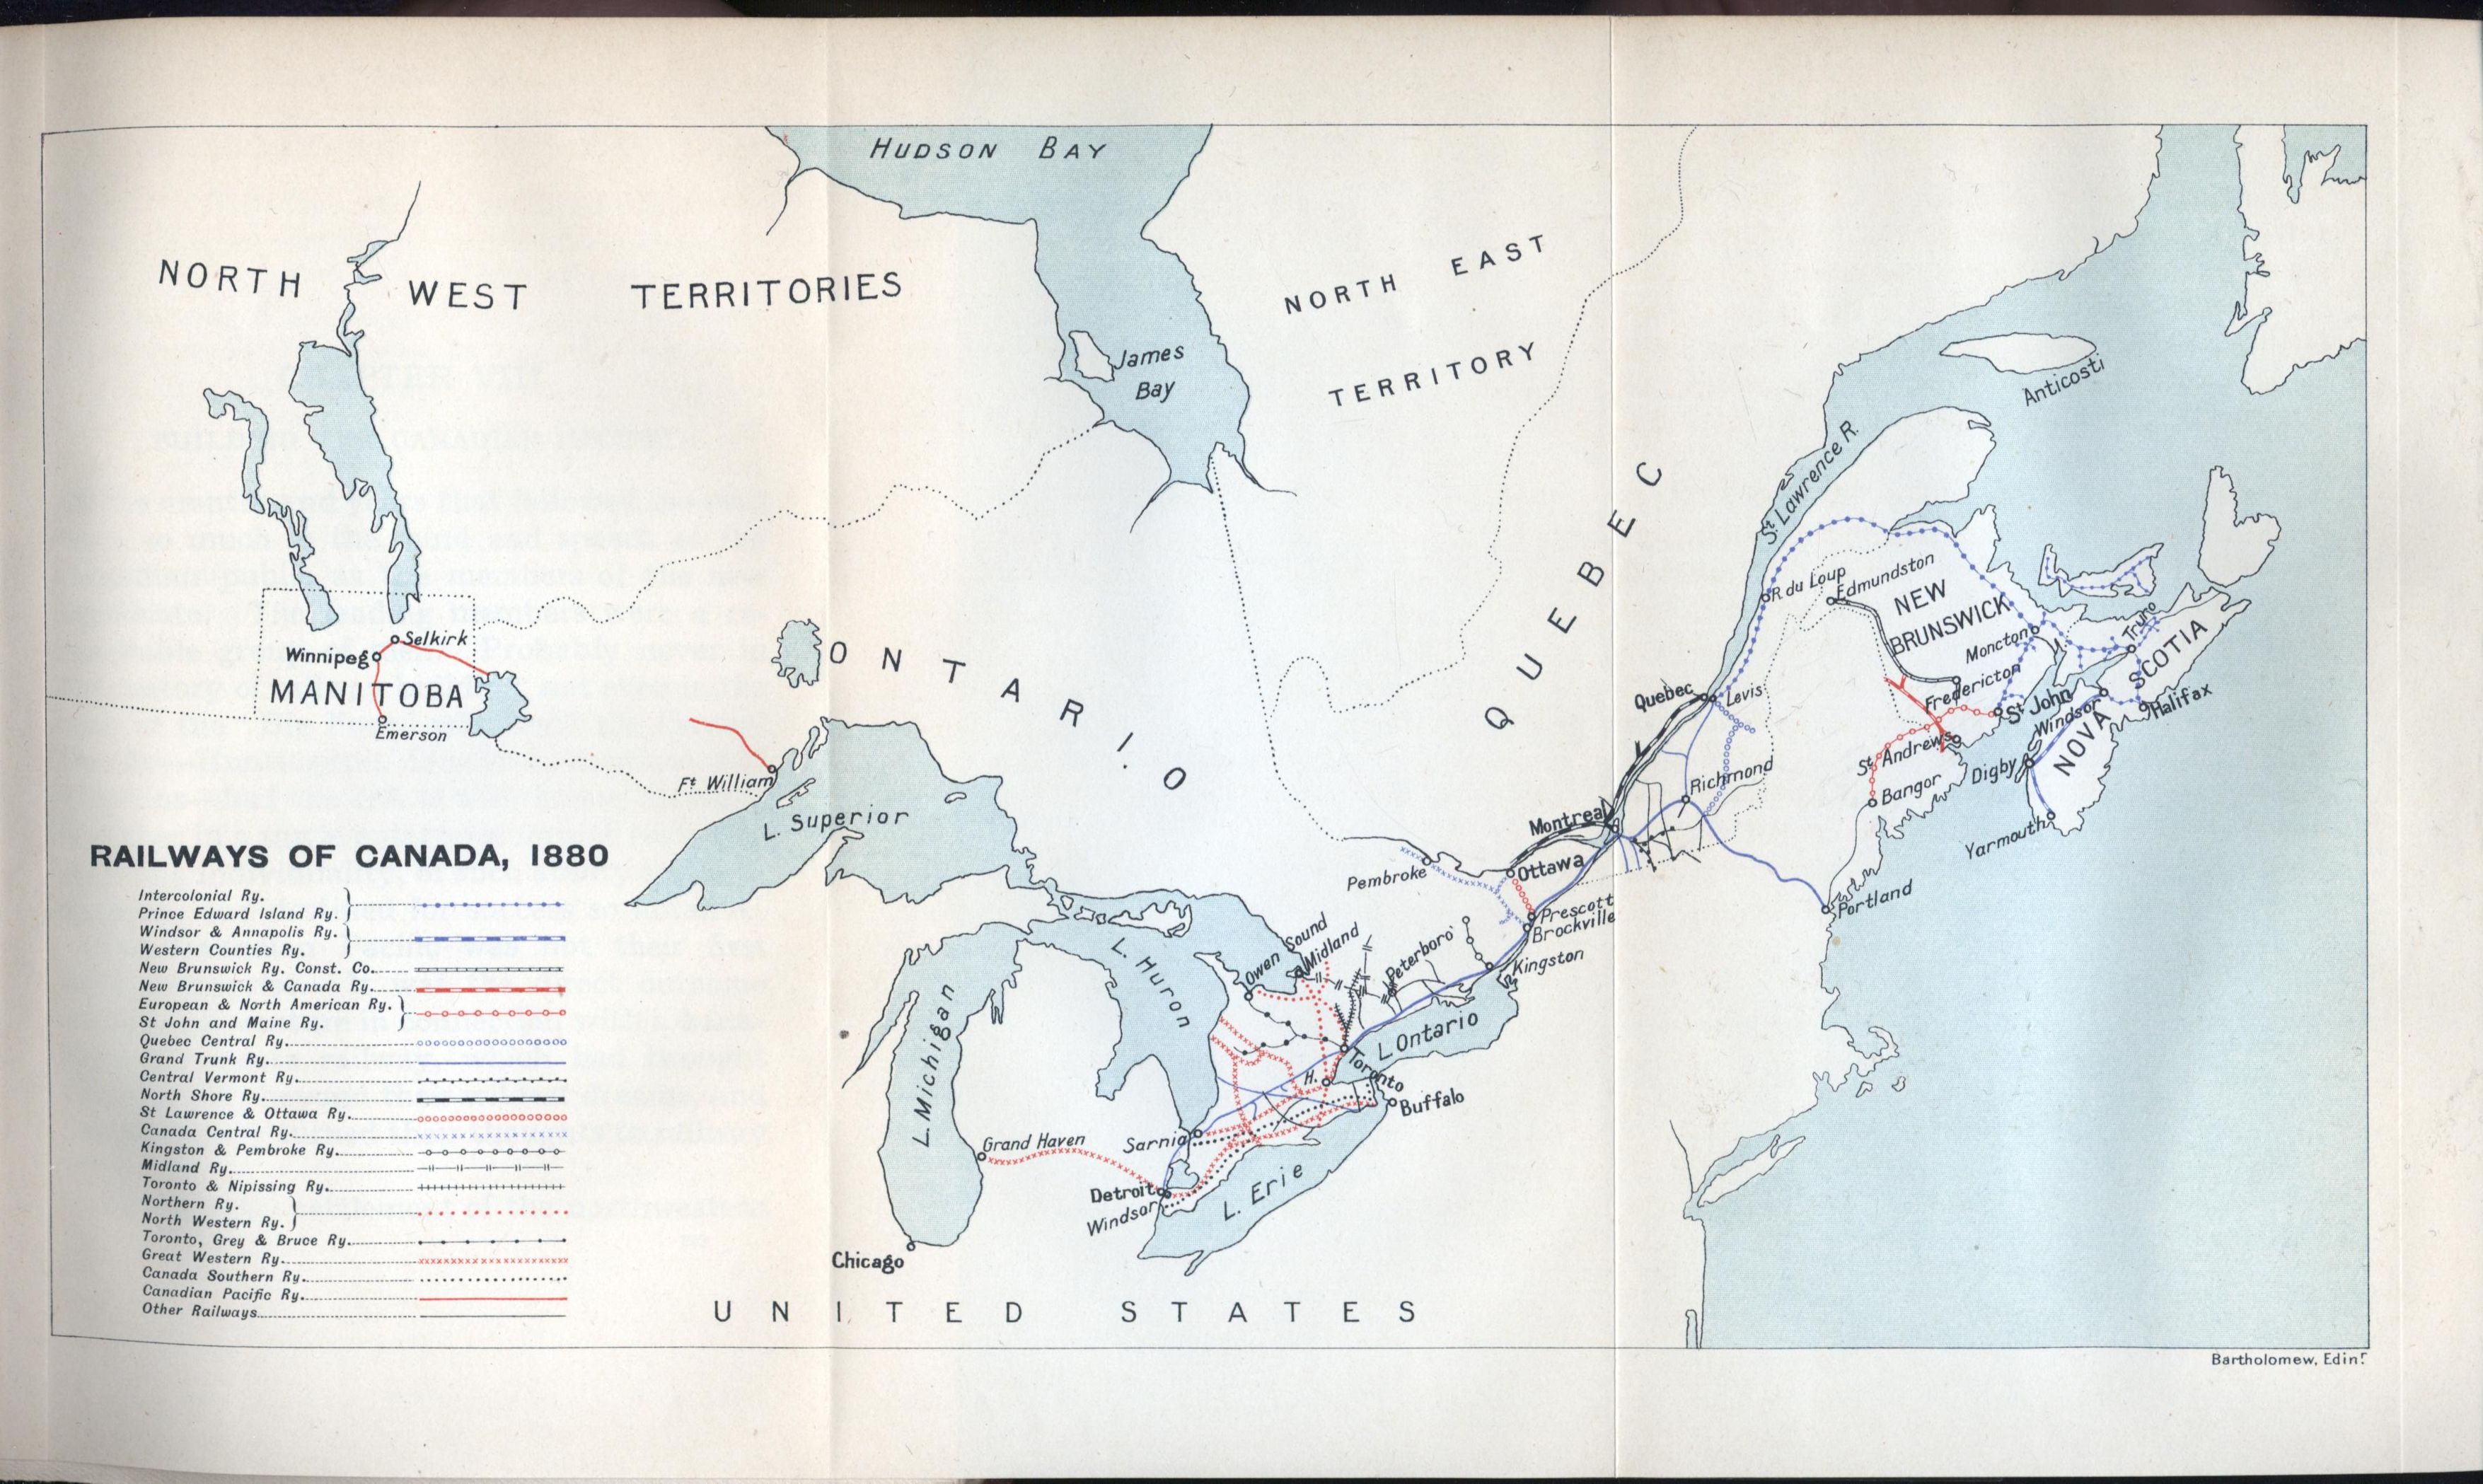 HUDSON BAY
NORTH WEST TERRITORIES
NORTH EAST
TERRITORY
James
Bay
Anticosti
St. Lawrence R.
QUEBEC
R. du Loup
Edmundston
NEW
BRUNSWICK
Moncton
Truro
Fredericton
NOVA SCOTIA
St John
Windsor
Halifax
St. Andrews
Digby
Bangor
Yarmouth
Selkirk
Winnipeg
MANITOBA
Emerson
ONTARIO
Ft William
L. Superior
Quebec
Levis
Richmond
Montreal
Ottawa
Pembroke
Prescott
Brockville
Portland
Kingston
Owen Sound
Midland
Peterboro'
L. Huron
L. Michigan
L Ontario
Toronto
H.
Buffalo
Grand Haven
Sarnia
Detroit
Windsor
L. Erie
Chicago
UNITED STATES
RAILWAYS OF CANADA, 1880
Intercolonial Ry.
Prince Edward Island Ry.
Windsor & Annapolis Ry.
Western Counties Ry.
New Brunswick Ry. Const. Co.
New Brunswick & Canada Ry.
European & North American Ry.
St John and Maine Ry.
Quebec Central Ry.
Grand Trunk Ry.
Central Vermont Ry.
North Shore Ry.
St Lawrence & Ottawa Ry.
Canada Central Ry.
Kingston & Pembroke Ry.
Midland Ry.
Toronto & Nipissing Ry.
Northern Ry.
North Western Ry.
Toronto, Grey & Bruce Ry.
Great Western Ry.
Canada Southern Ry.
Canadian Pacific Ry.
Other Railways
Bartholomew, Edinr.